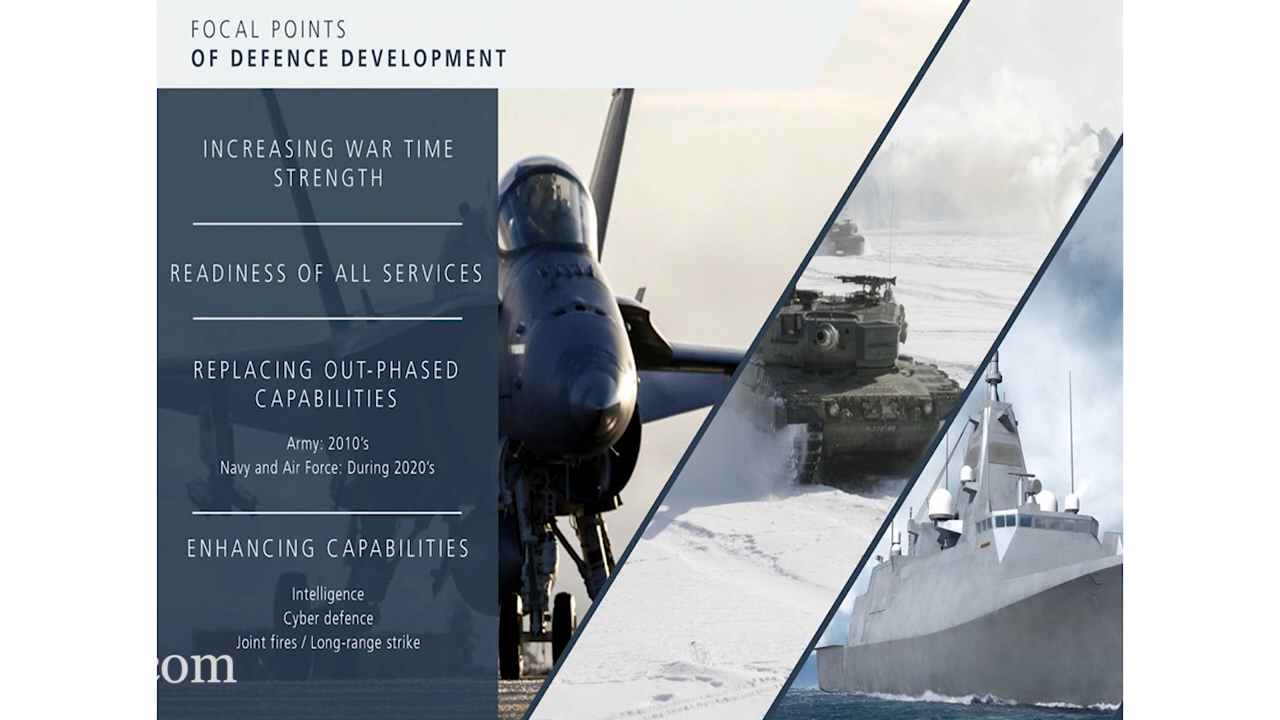 FOCAL POINTS
OF DEFENCE DEVELOPMENT
INCREASING WAR TIME
STRENGTH
READINESS OF ALL SERVICES
REPLACING OUT-PHASED
CAPABILITIES
Army: 2010's
Navy and Air Force: During 2020's
ENHANCING CAPABILITIES
Intelligence
Cyber defence
Joint fires / Long-range strike
com